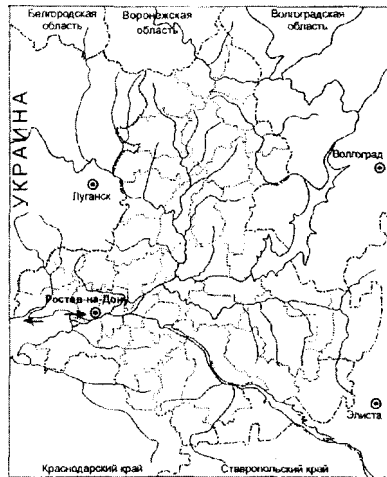 Белгородская
область
Воронежская
область
Волгоградская
область
УКРАИНА
Волгоград
Луганск
Ростов-на-Дону
Элиста
Краснодарский край
Ставропольский край